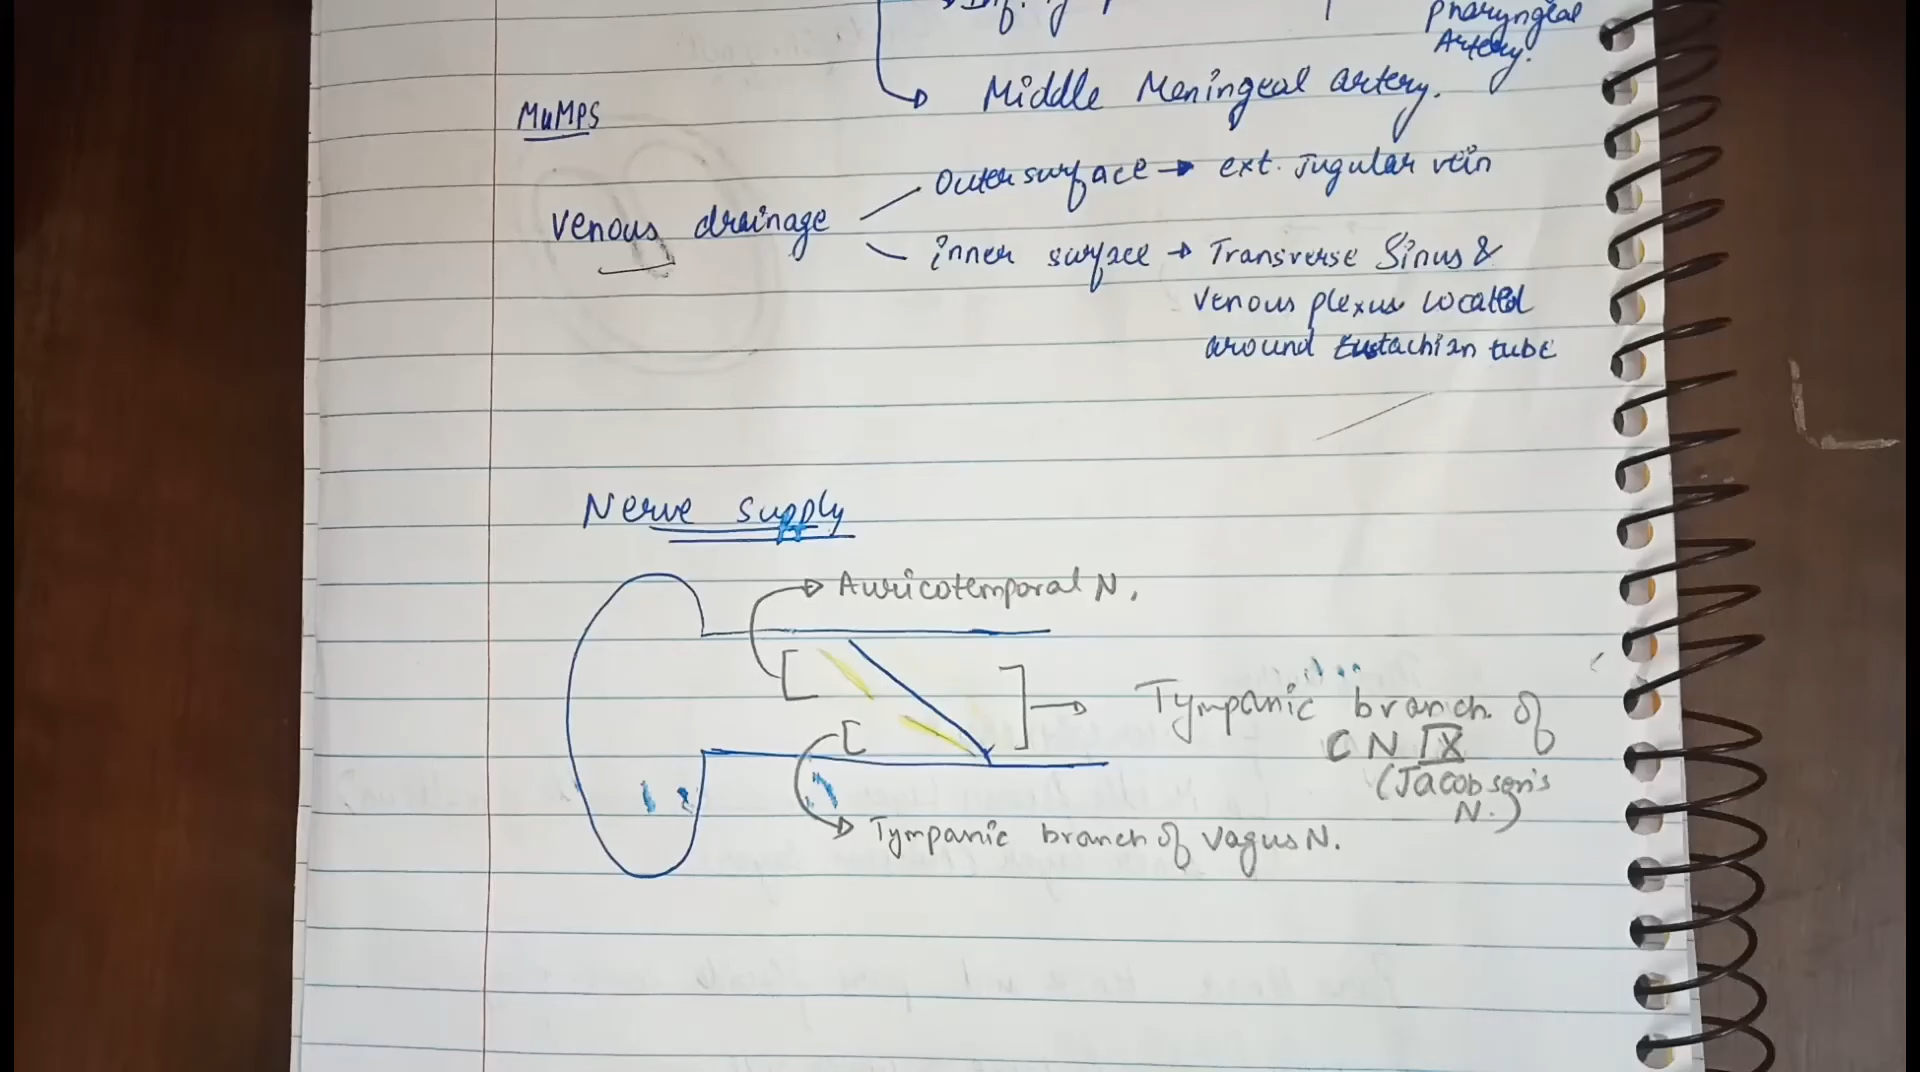 Pharyngeal
Artery.
Middle Meningeal artery.
MuMPS
Outer surface → ext. Jugular vein
Venous drainage
inner surface → Transverse Sinus &
venous plexus located
around Eustachian tube
Nerve supply
Auricotemporal N.
Tympanic branch of
CN IX
(Jacobson's
N.)
Tympanic branch of vagus N.